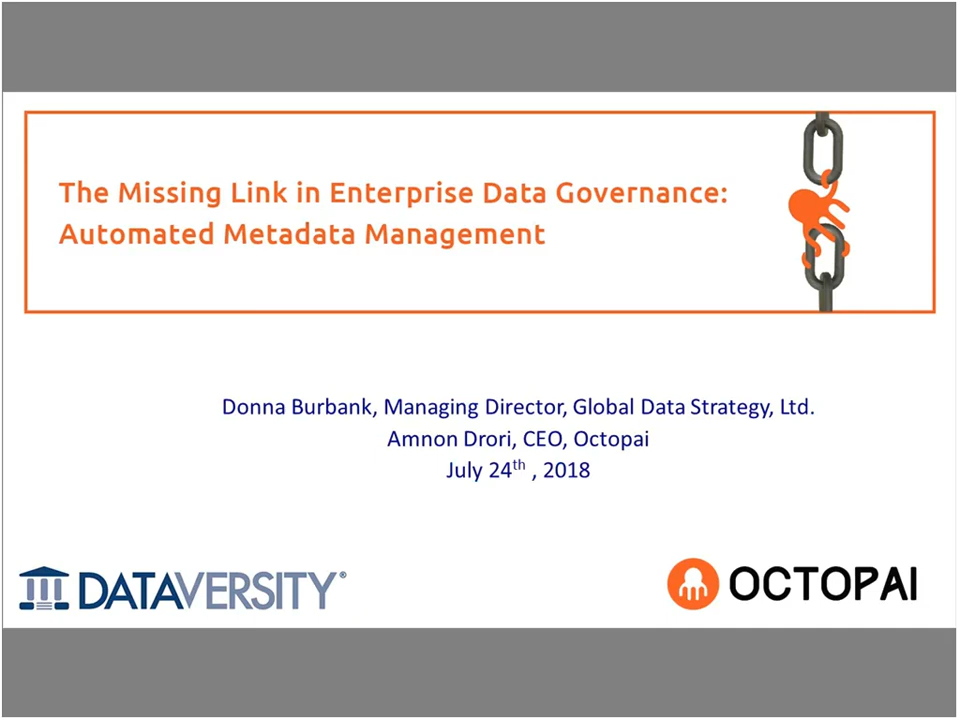 The Missing Link in Enterprise Data Governance:
Automated Metadata Management
Donna Burbank, Managing Director, Global Data Strategy, Ltd.
Amnon Drori, CEO, Octopai
July 24th , 2018
DATAVERSITY®
OCTOPAI